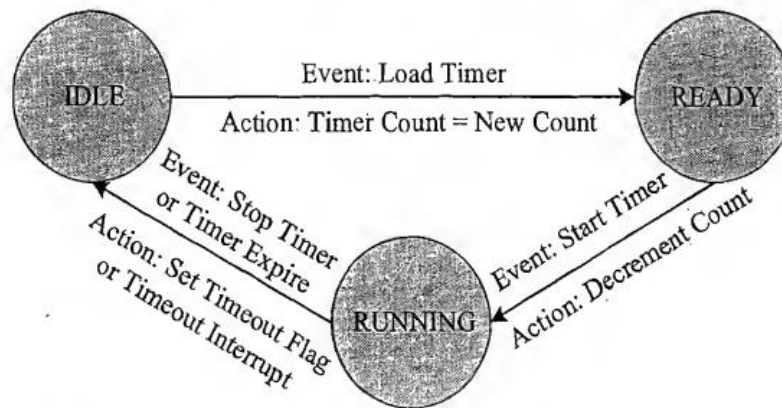 IDLE
Event: Load Timer
Action: Timer Count = New Count
READY
Event: Stop Timer
or Timer Expire
Action: Set Timeout Flag
or Timeout Interrupt
RUNNING
Event: Start Timer
Action: Decrement Count